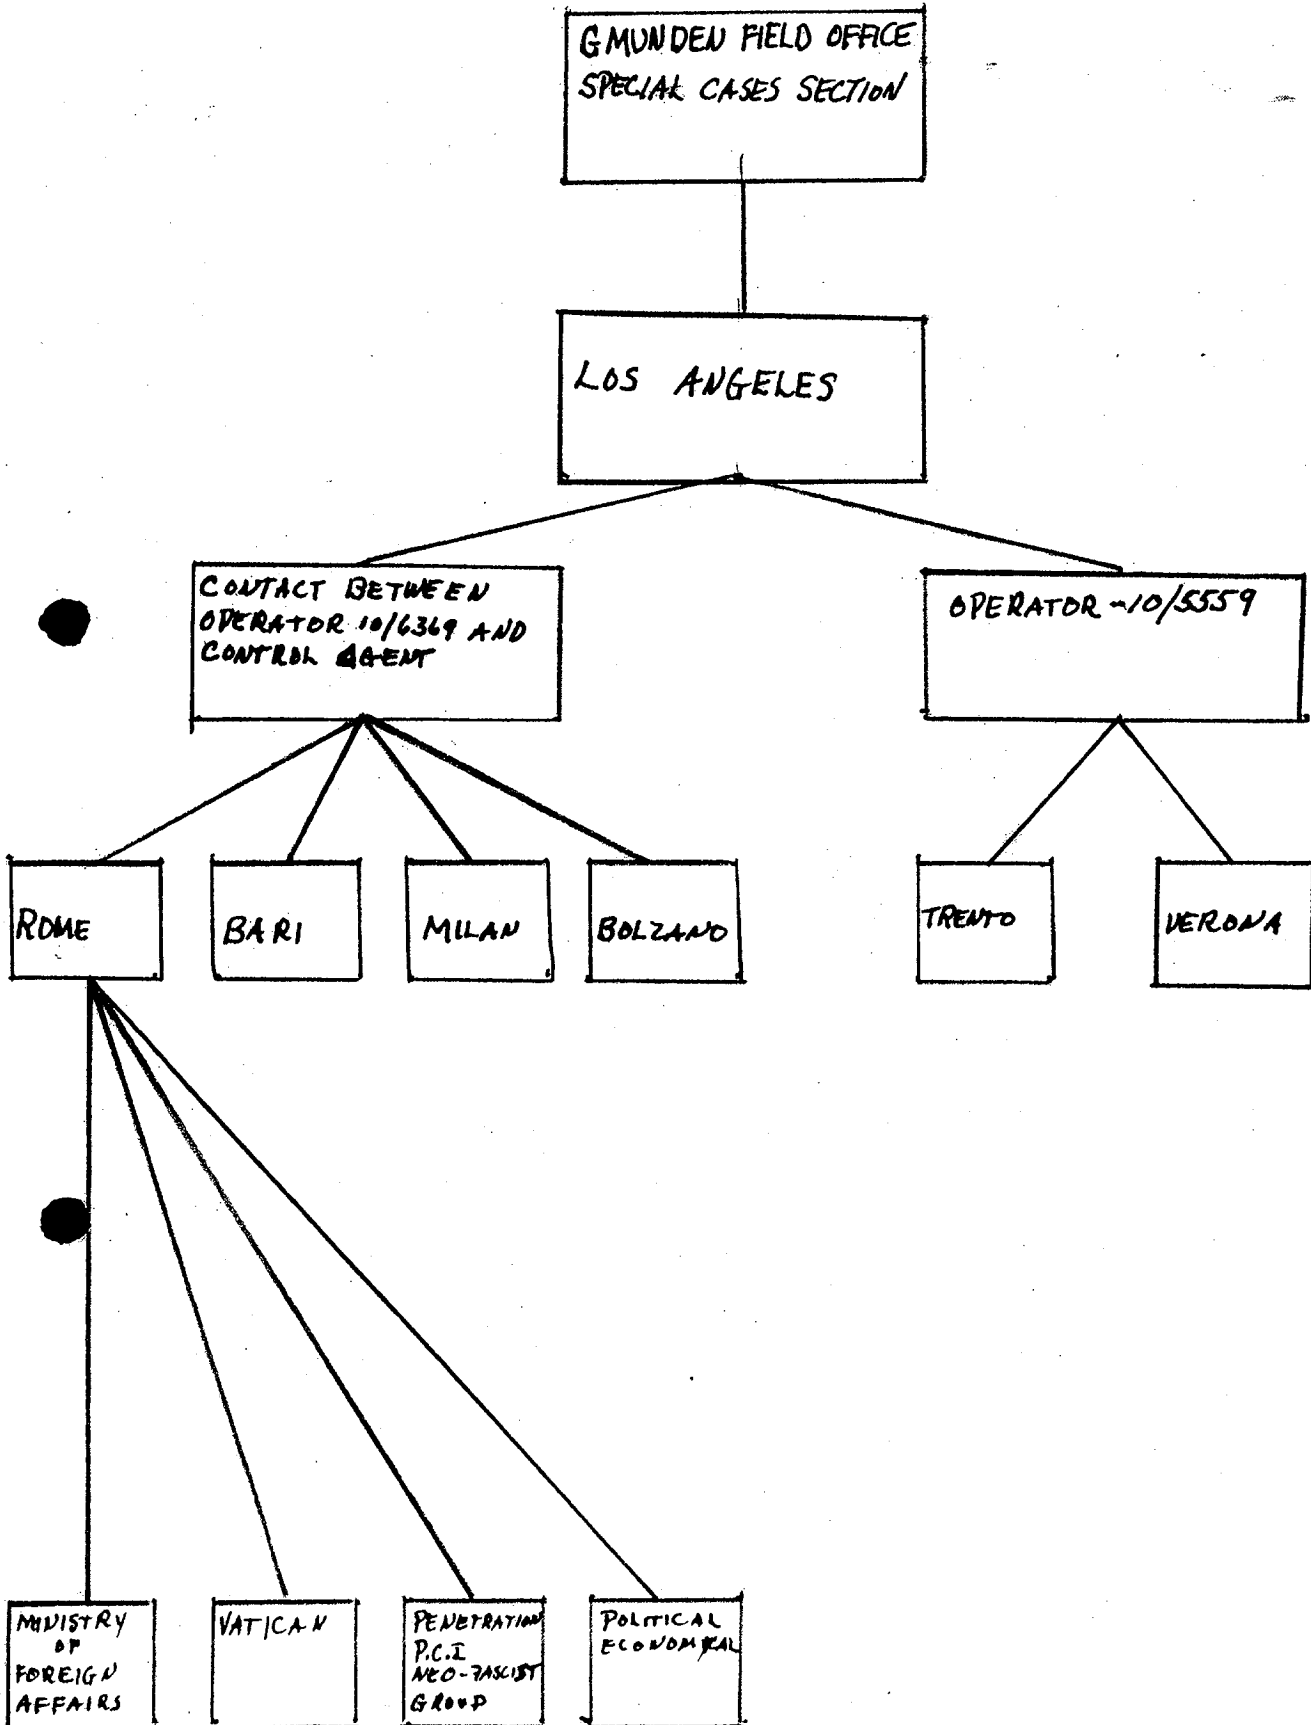 GMUNDEN FIELD OFFICE
SPECIAL CASES SECTION
LOS ANGELES
CONTACT BETWEEN
OPERATOR 10/6369 AND
CONTROL AGENT
OPERATOR-10/5559
ROME
BARI
MILAN
BOLZANO
TRENTO
VERONA
MINISTRY
OF
FOREIGN
AFFAIRS
VATICAN
PENETRATION
P.C.I
NEO-FASCIST
GROUP
POLITICAL
ECONOMICAL